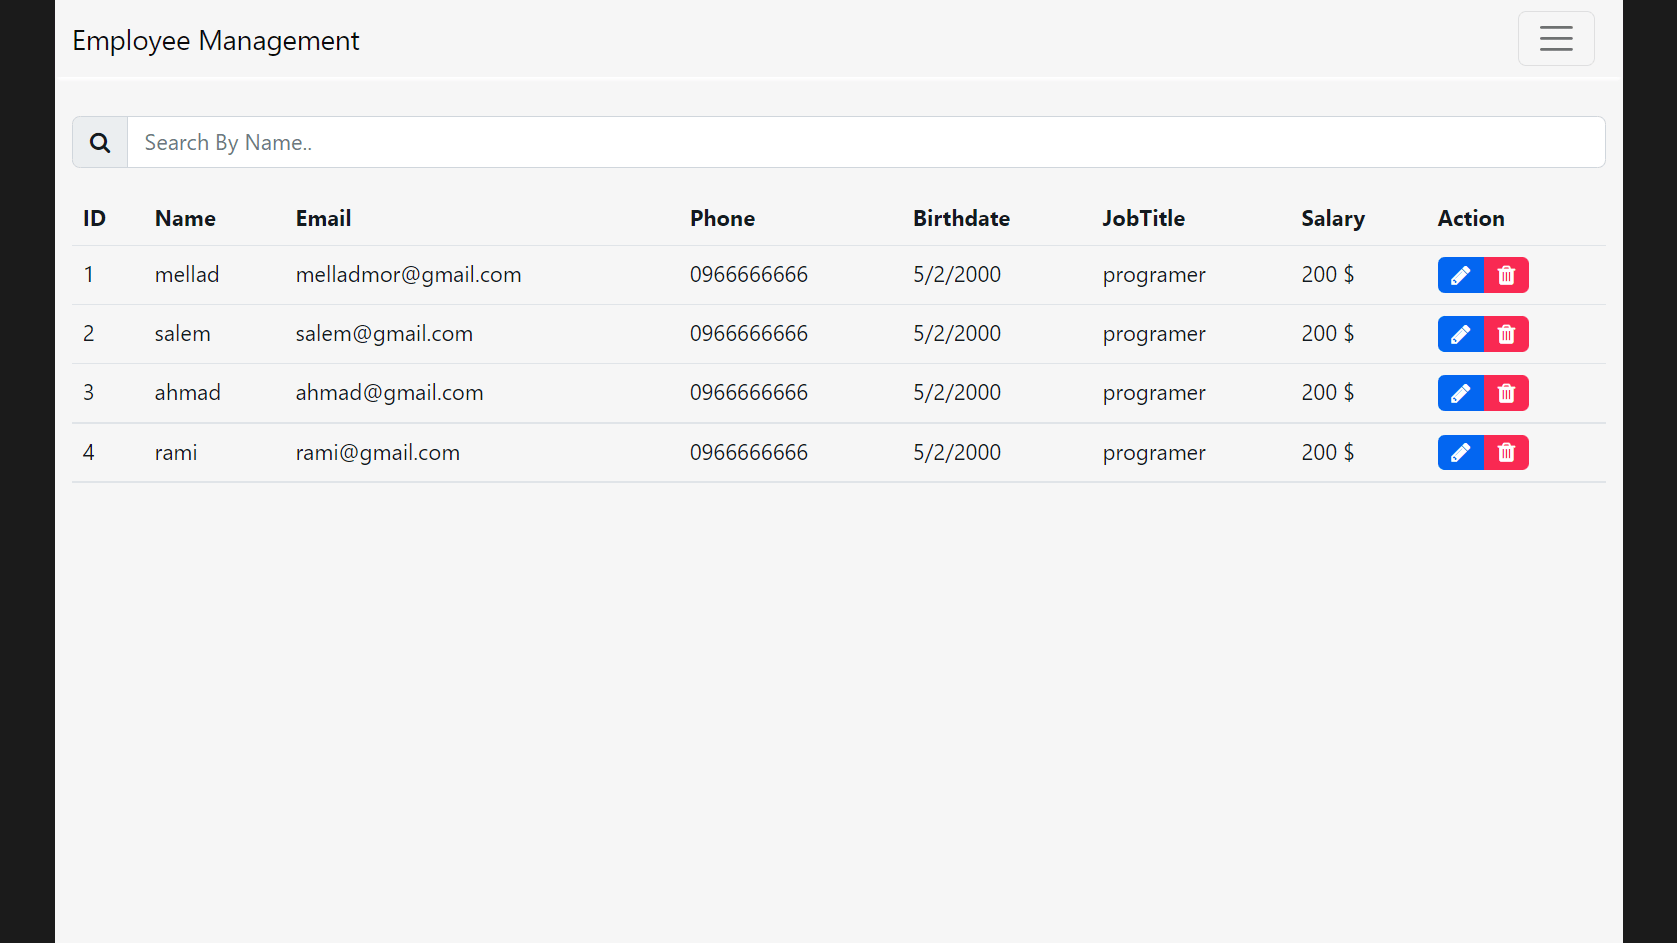 Employee Management
Search By Name..
ID Name Email Phone Birthdate JobTitle Salary Action
1 mellad melladmor@gmail.com 0966666666 5/2/2000 programer 200 $
2 salem salem@gmail.com 0966666666 5/2/2000 programer 200 $
3 ahmad ahmad@gmail.com 0966666666 5/2/2000 programer 200 $
4 rami rami@gmail.com 0966666666 5/2/2000 programer 200 $